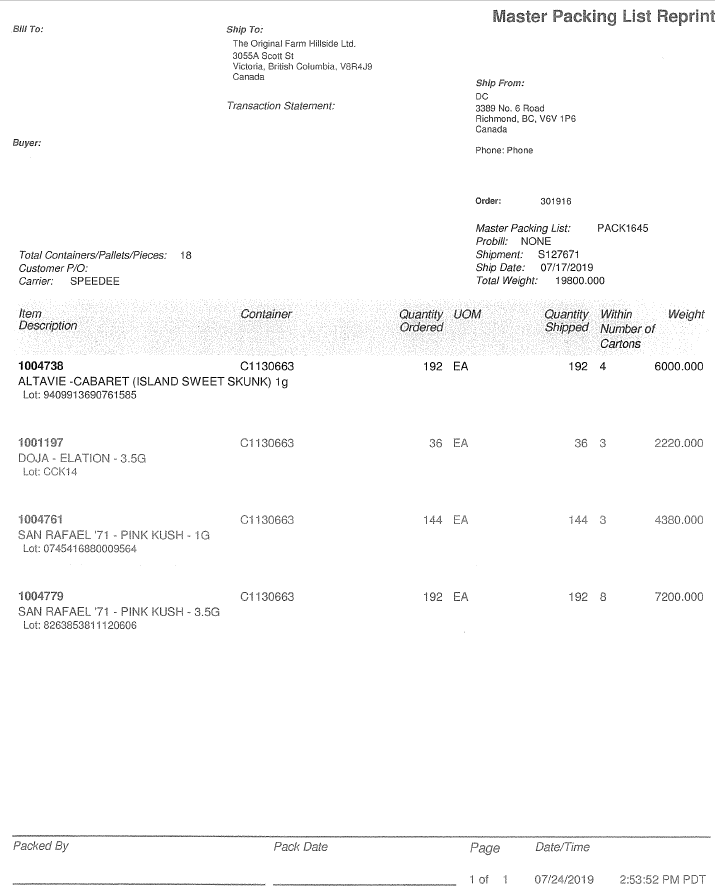 Master Packing List Reprint
Bill To:
Ship To:
The Original Farm Hillside Ltd.
3055A Scott St
Victoria, British Columbia, V8R4J9
Canada
Transaction Statement:
Ship From:
DC
3389 No. 6 Road
Richmond, BC, V6V 1P6
Canada
Phone: Phone
Buyer:
Order: 301916
Master Packing List: PACK1645
Probill: NONE
Shipment: S127671
Ship Date: 07/17/2019
Total Weight: 19800.000
Total Containers/Pallets/Pieces: 18
Customer P/O:
Carrier: SPEEDEE
Item Description Container Quantity Ordered UOM Quantity Shipped Within Number of Cartons Weight
1004738 C1130663 192 EA 192 4 6000.000
ALTAVIE -CABARET (ISLAND SWEET SKUNK) 1g
Lot: 9409913690761585
1001197 C1130663 36 EA 36 3 2220.000
DOJA - ELATION - 3.5G
Lot: CCK14
1004761 C1130663 144 EA 144 3 4380.000
SAN RAFAEL '71 - PINK KUSH - 1G
Lot: 0745416880009564
1004779 C1130663 192 EA 192 8 7200.000
SAN RAFAEL '71 - PINK KUSH - 3.5G
Lot: 8263853811120606
Packed By Pack Date Page Date/Time
1 of 1 07/24/2019 2:53:52 PM PDT